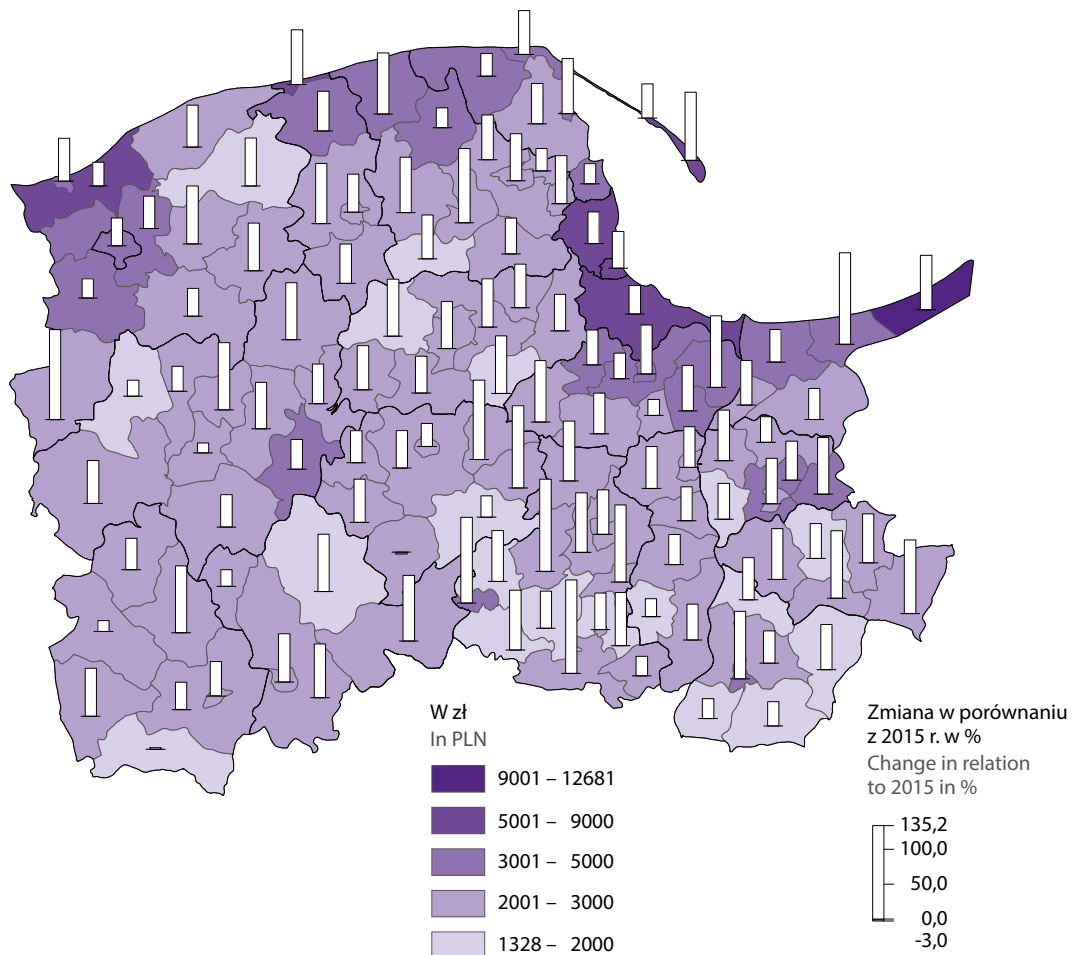 W zł
In PLN
9001 – 12681
5001 – 9000
3001 – 5000
2001 – 3000
1328 – 2000
Zmiana w porównaniu
z 2015 r. w %
Change in relation
to 2015 in %
135,2
100,0
50,0
0,0
-3,0